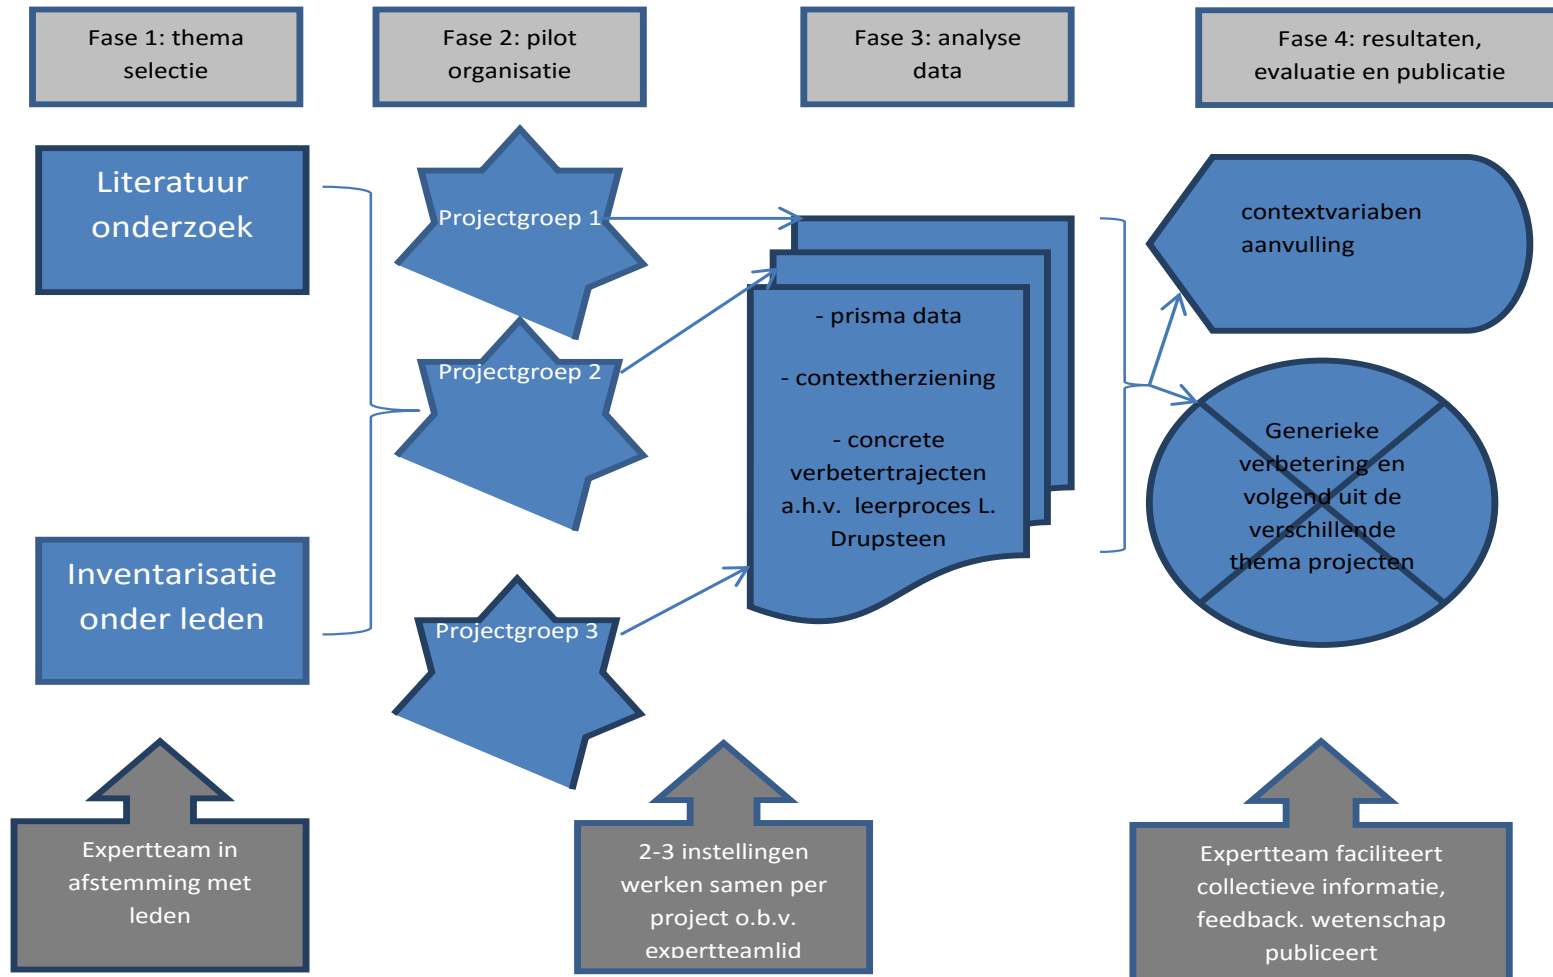 Fase 1: thema
selectie
Fase 2: pilot
organisatie
Fase 3: analyse
data
Fase 4: resultaten,
evaluatie en publicatie
Literatuur
onderzoek
Inventarisatie
onder leden
Projectgroep 1
Projectgroep 2
Projectgroep 3
- prisma data
- contextherziening
- concrete
verbetertrajecten
a.h.v. leerproces L.
Drupsteen
contextvariaben
aanvulling
Generieke
verbetering en
volgend uit de
verschillende
thema projecten
Expertteam in
afstemming met
leden
2-3 instellingen
werken samen per
project o.b.v.
expertteamlid
Expertteam faciliteert
collectieve informatie,
feedback. wetenschap
publiceert